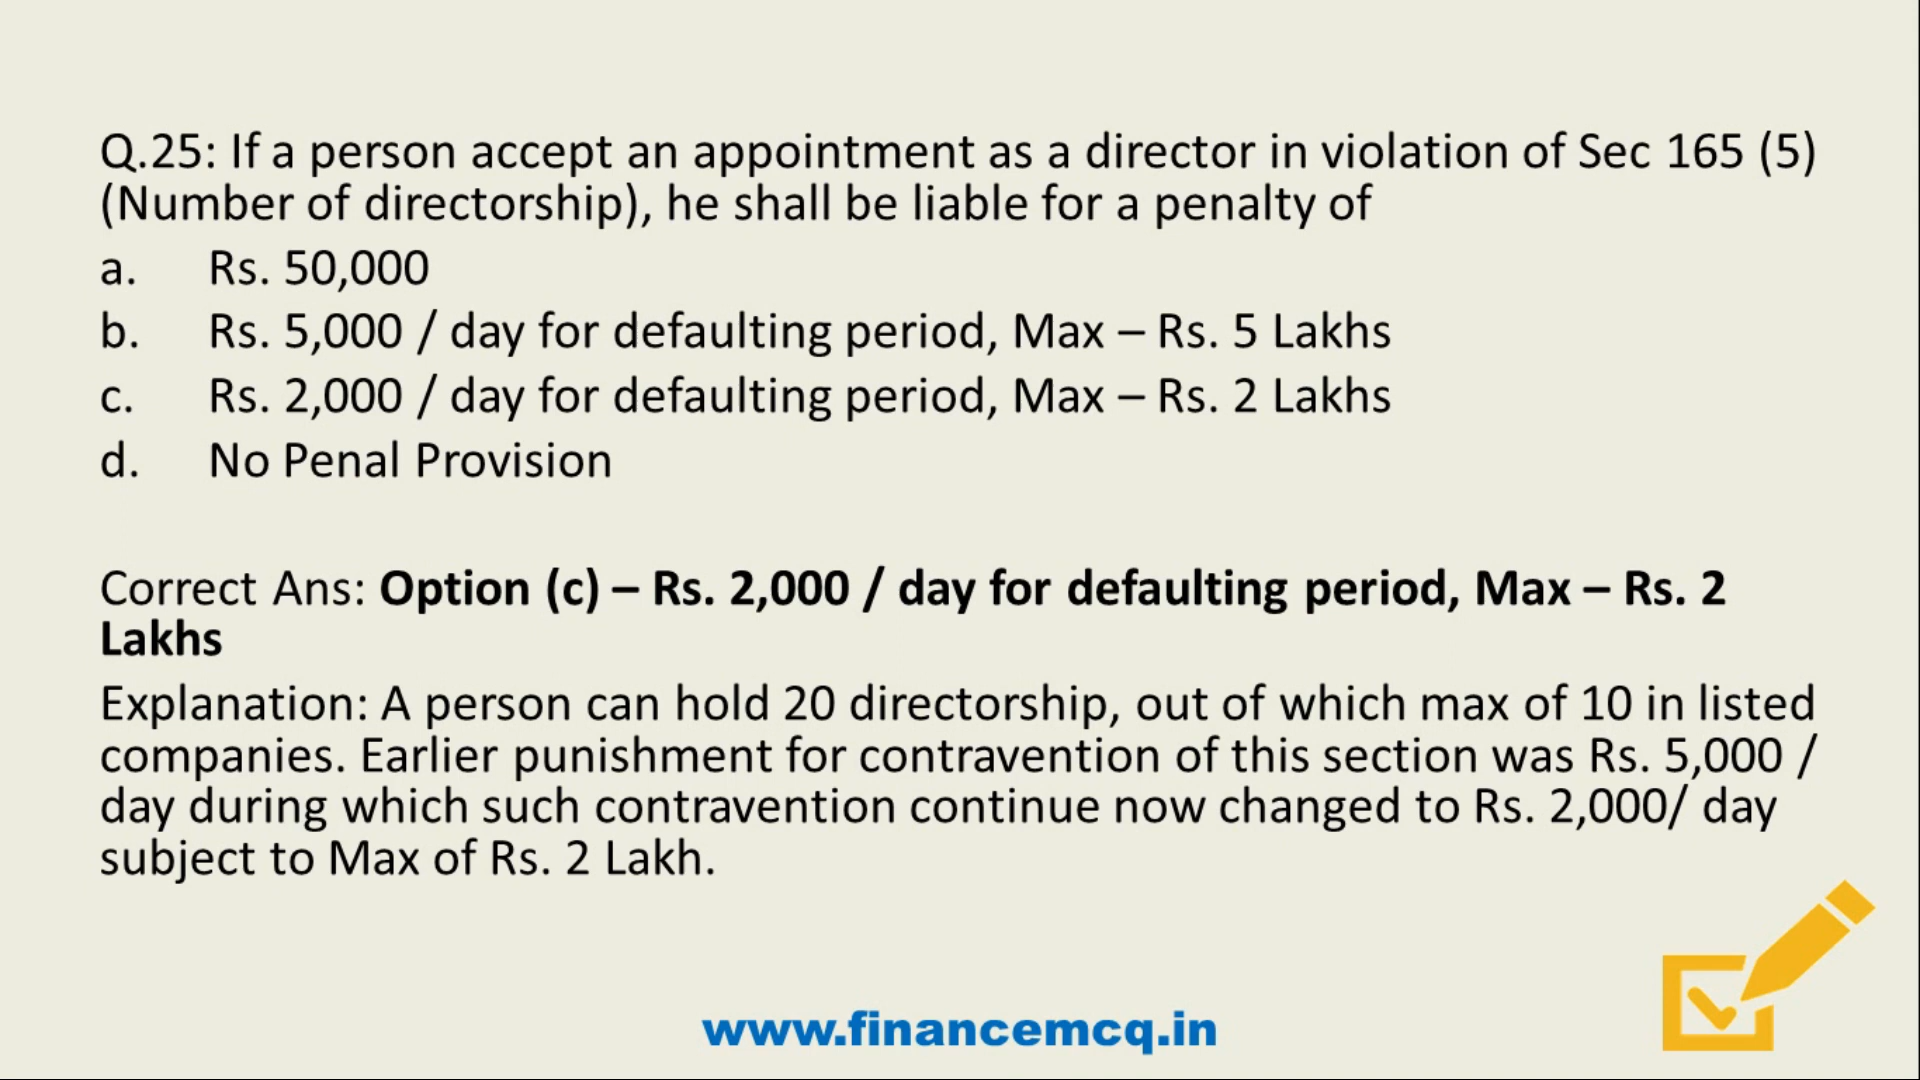 Q.25: If a person accept an appointment as a director in violation of Sec 165 (5)
(Number of directorship), he shall be liable for a penalty of
a. Rs. 50,000
b. Rs. 5,000 / day for defaulting period, Max – Rs. 5 Lakhs
c. Rs. 2,000 / day for defaulting period, Max – Rs. 2 Lakhs
d. No Penal Provision
Correct Ans: Option (c) – Rs. 2,000 / day for defaulting period, Max – Rs. 2
Lakhs
Explanation: A person can hold 20 directorship, out of which max of 10 in listed
companies. Earlier punishment for contravention of this section was Rs. 5,000 /
day during which such contravention continue now changed to Rs. 2,000/ day
subject to Max of Rs. 2 Lakh.
www.financemcq.in